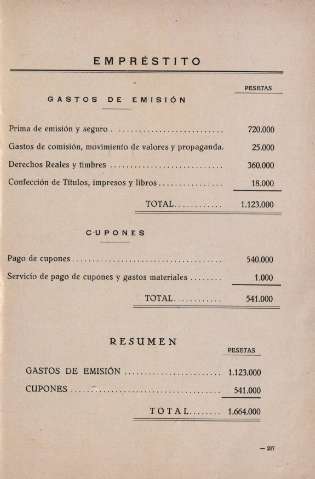 EMPRÉSTITO
PESETAS
GASTOS DE EMISIÓN
Prima de emisión y seguro. . . . . . . . . . . . . . . . . . . . . . . . . . 720.000
Gastos de comisión, movimiento de valores y propaganda. 25.000
Derechos Reales y timbres . . . . . . . . . . . . . . . . . . . . . . . . . . 360.000
Confección de Títulos, impresos y libros. . . . . . . . . . . . . . . 18.000
TOTAL. . . . . . . . . . . 1.123.000
CUPONES
Pago de cupones. . . . . . . . . . . . . . . . . . . . . . . . . . . . . . . . . . 540.000
Servicio de pago de cupones y gastos materiales . . . . . . . . 1.000
TOTAL. . . . . . . . . . . 541.000
RESUMEN
PESETAS
GASTOS DE EMISIÓN . . . . . . . . . . . . . . . . . . . . . . 1.123.000
CUPONES . . . . . . . . . . . . . . . . . . . . . . . . . . . . . . . . . . 541.000
TOTAL. . . . . . . . 1.664.000